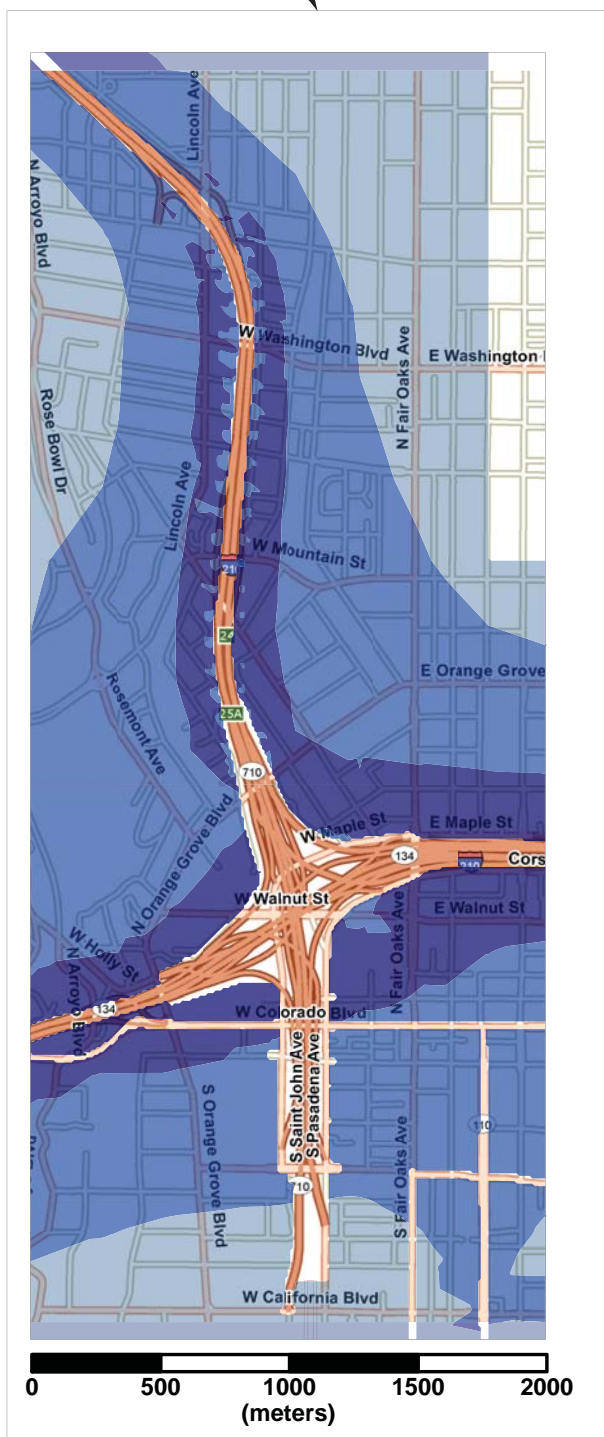 Lincoln Ave
N Arroyo Blvd
W Washington Blvd
E Washington
N Fair Oaks Ave
Rose Bowl Dr
Lincoln Ave
W Mountain St
210
24
E Orange Grove
Rosemont Ave
25A
710
N Orange Grove Blvd
W Maple St
E Maple St
134
210
Cors
W Walnut St
E Walnut St
W Holly St
N Arroyo Blvd
N Fair Oaks Ave
134
W Colorado Blvd
S Saint John Ave
S Pasadena Ave
S Orange Grove Blvd
110
S Fair Oaks Ave
710
W California Blvd
0 500 1000 1500 2000
(meters)